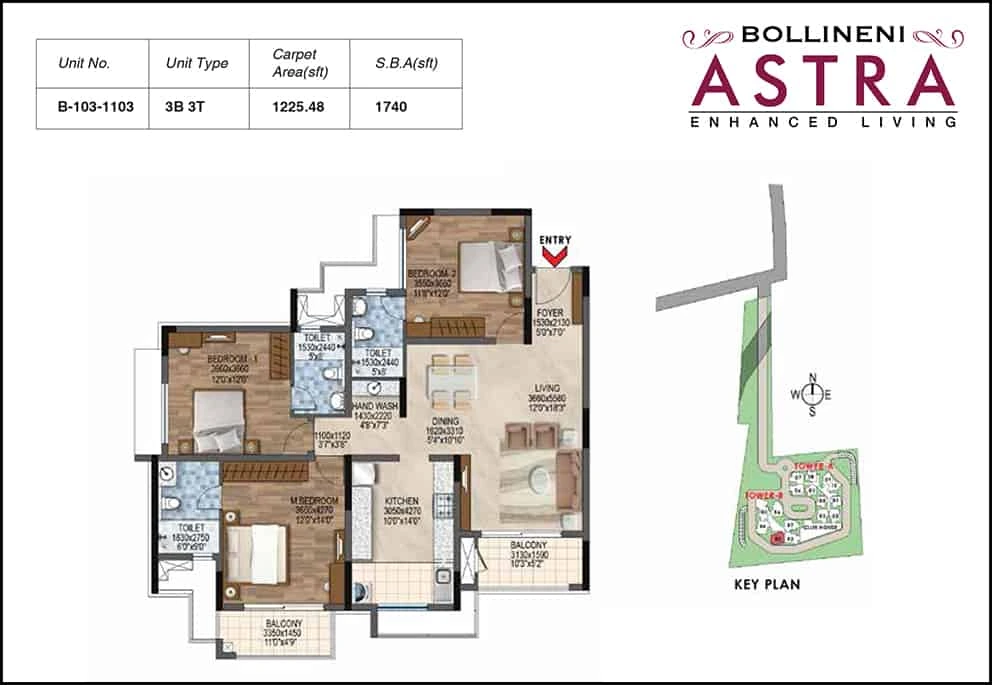 Unit No. Unit Type Carpet Area(sft) S.B.A(sft)
B-103-1103 3B 3T 1225.48 1740
BOLLINENI
ASTRA
ENHANCED LIVING
ENTRY
BEDROOM-2
3550x3660
11'8"x12'0"
FOYER
1530x2130
5'0"x7'0"
TOILET
1530x2440
5'x8'
TOILET
1530x2440
5'x8'
BEDROOM-1
3660x3660
12'0"x12'0"
HAND WASH
1430x2220
4'8"x7'3"
LIVING
3660x5580
12'0"x18'3"
DINING
1620x3310
5'4"x10'10"
1100x1120
3'7"x3'8"
M.BEDROOM
3660x4270
12'0"x14'0"
KITCHEN
3050x4270
10'0"x14'0"
TOILET
1830x2750
6'0"x9'0"
BALCONY
3130x1590
10'3"x5'2"
BALCONY
3350x1450
11'0"x4'9"
N
W E
S
TOWER-A
TOWER-B
CLUB HOUSE
KEY PLAN